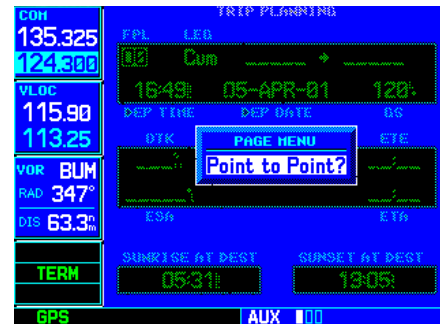 COM
135.325
124.300
VLOC
115.90
113.25
VOR BUM
RAD 347°
DIS 63.3
TERM
GPS
TRIP PLANNING
FPL LEG
Cum
16:49 05-APR-01 120
DEP TIME DEP DATE GS
DTK ETE
PAGE MENU
Point to Point?
ESA ETA
SUNRISE AT DEST SUNSET AT DEST
05:31 19:05
AUX